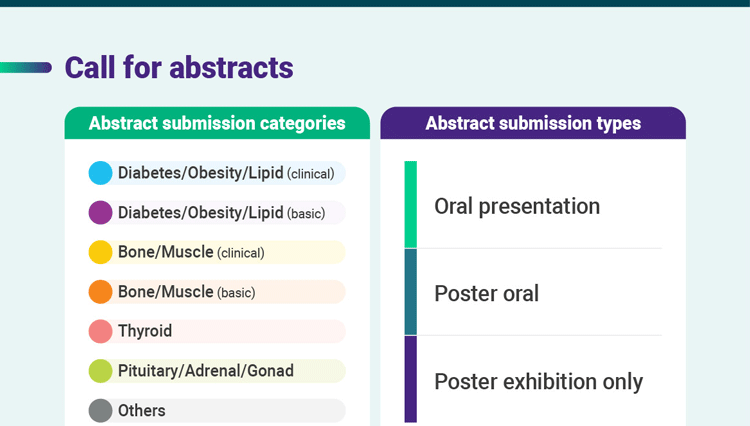 Call for abstracts
Abstract submission categories
Diabetes/Obesity/Lipid (clinical)
Diabetes/Obesity/Lipid (basic)
Bone/Muscle (clinical)
Bone/Muscle (basic)
Thyroid
Pituitary/Adrenal/Gonad
Others
Abstract submission types
Oral presentation
Poster oral
Poster exhibition only